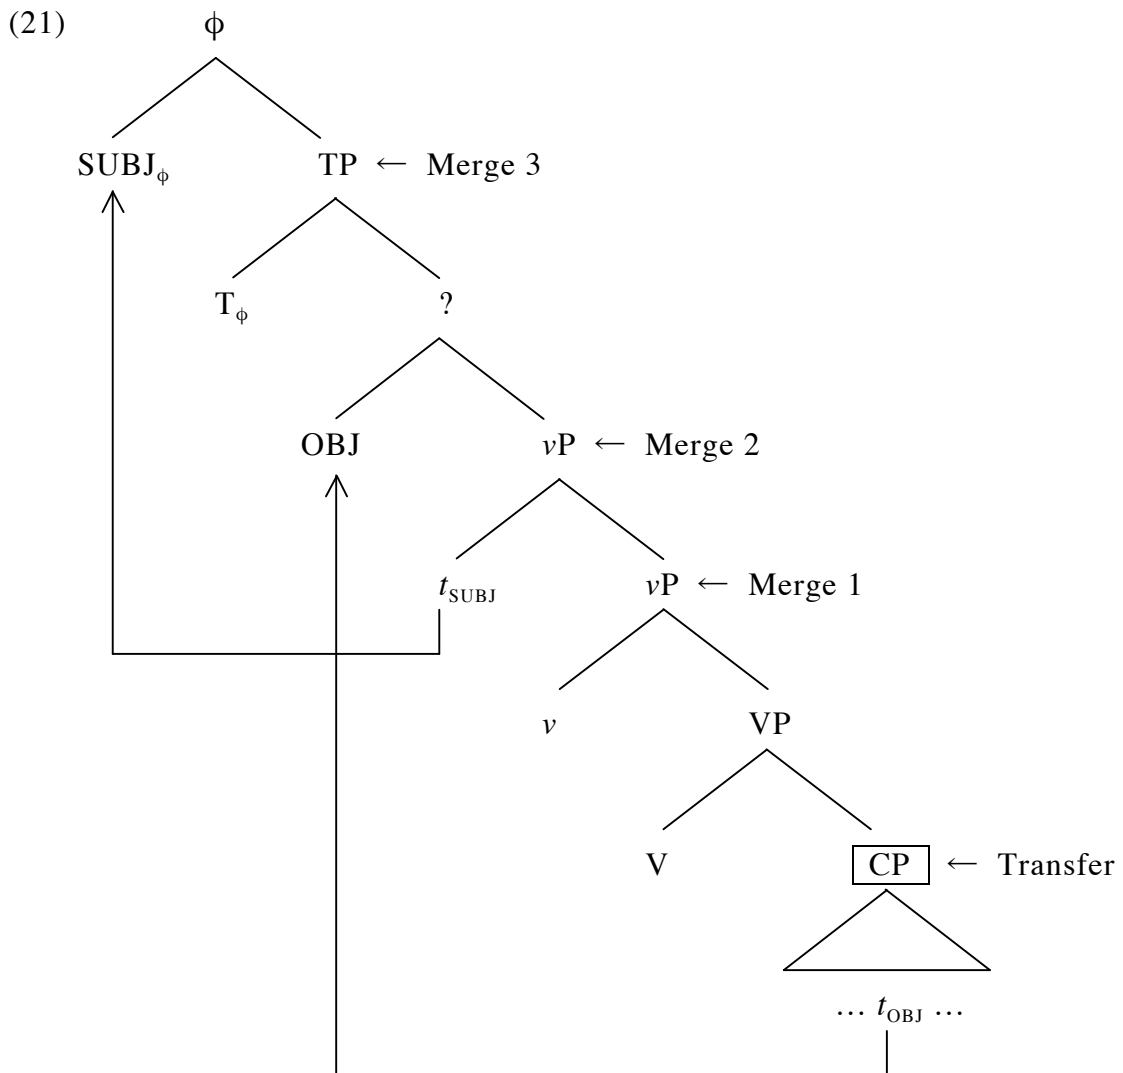 (21) ϕ
SUBJϕ TP ← Merge 3
Tϕ ?
OBJ vP ← Merge 2
tSUBJ vP ← Merge 1
v VP
V CP ← Transfer
… tOBJ …